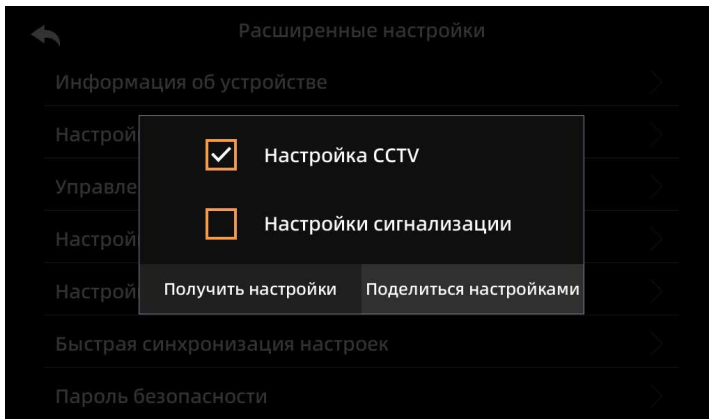 Расширенные настройки
Информация об устройстве
Настрой
Настройка CCTV
Управле
Настройки сигнализации
Настрой
Настрой
Получить настройки
Поделиться настройками
Быстрая синхронизация настроек
Пароль безопасности